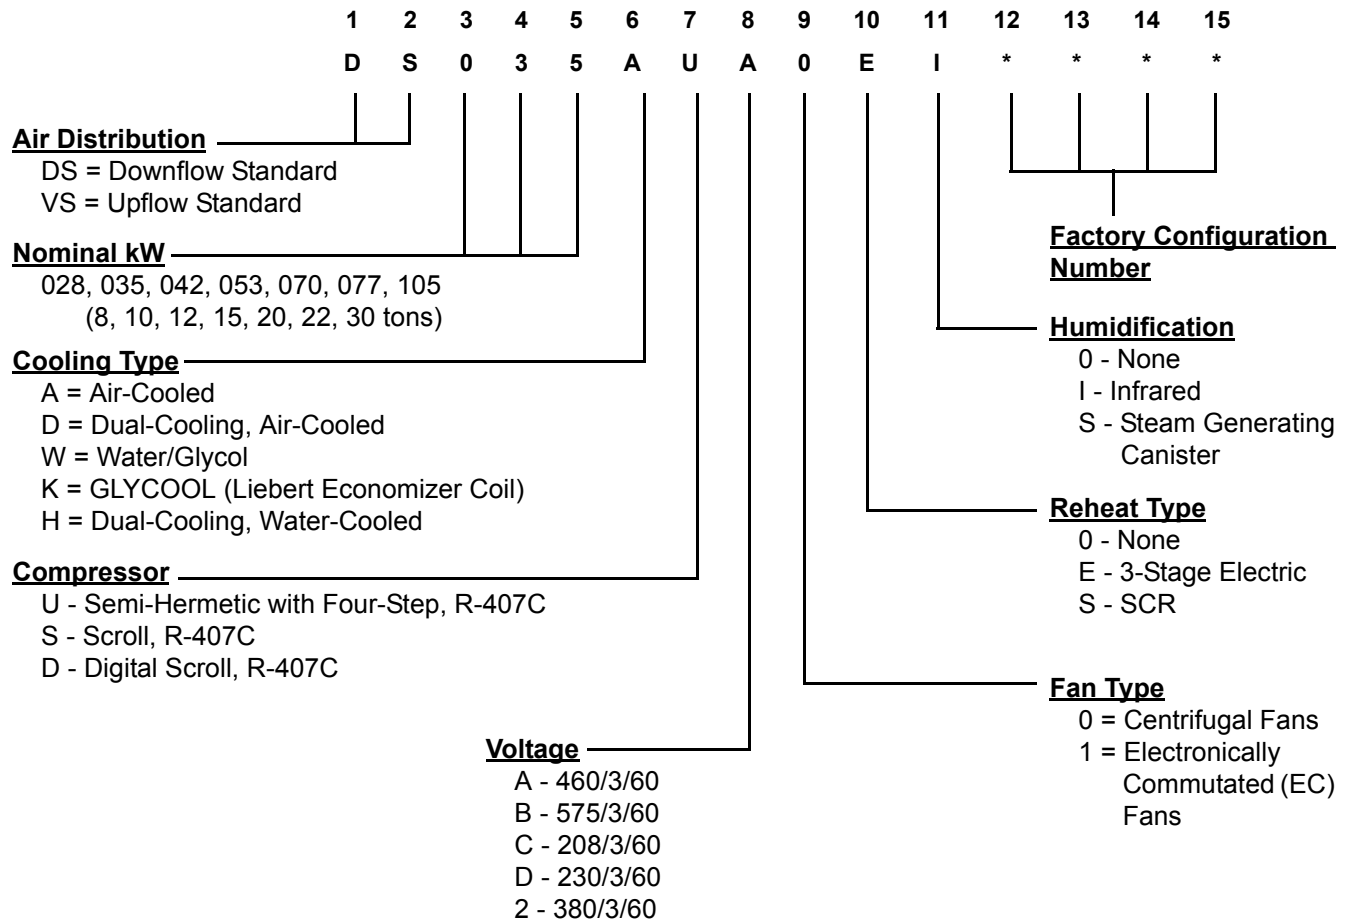 1 2 3 4 5 6 7 8 9 10 11 12 13 14 15
D S 0 3 5 A U A 0 E I * * * *
Air Distribution
DS = Downflow Standard
VS = Upflow Standard
Nominal kW
028, 035, 042, 053, 070, 077, 105
(8, 10, 12, 15, 20, 22, 30 tons)
Cooling Type
A = Air-Cooled
D = Dual-Cooling, Air-Cooled
W = Water/Glycol
K = GLYCOOL (Liebert Economizer Coil)
H = Dual-Cooling, Water-Cooled
Compressor
U - Semi-Hermetic with Four-Step, R-407C
S - Scroll, R-407C
D - Digital Scroll, R-407C
Voltage
A - 460/3/60
B - 575/3/60
C - 208/3/60
D - 230/3/60
2 - 380/3/60
Factory Configuration
Number
Humidification
0 - None
I - Infrared
S - Steam Generating
Canister
Reheat Type
0 - None
E - 3-Stage Electric
S - SCR
Fan Type
0 = Centrifugal Fans
1 = Electronically
Commutated (EC)
Fans